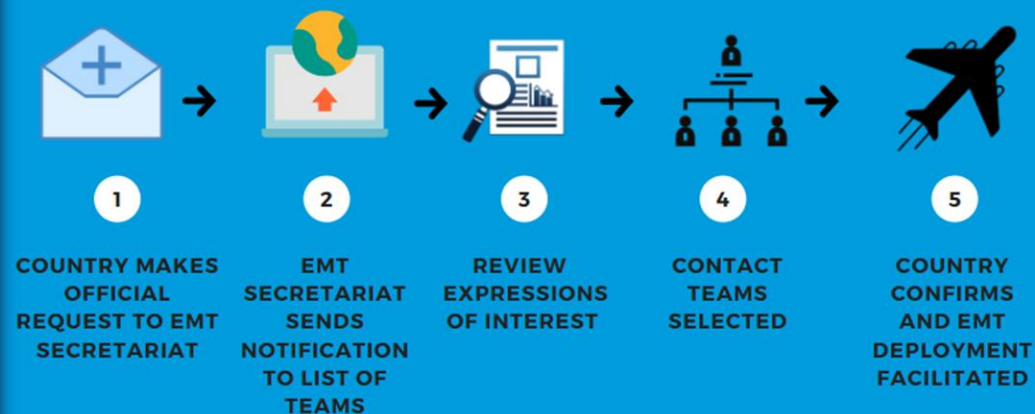 1
COUNTRY MAKES
OFFICIAL
REQUEST TO EMT
SECRETARIAT
2
EMT
SECRETARIAT
SENDS
NOTIFICATION
TO LIST OF
TEAMS
3
REVIEW
EXPRESSIONS
OF INTEREST
4
CONTACT
TEAMS
SELECTED
5
COUNTRY
CONFIRMS
AND EMT
DEPLOYMENT
FACILITATED